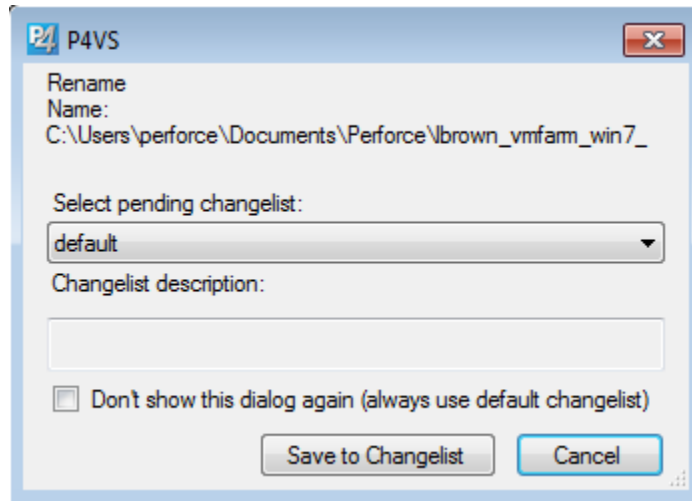 P4 P4VS
Rename
Name:
C:\Users\perforce\Documents\Perforce\lbrown_vmfarm_win7_
Select pending changelist:
default
Changelist description:
Don't show this dialog again (always use default changelist)
Save to Changelist Cancel